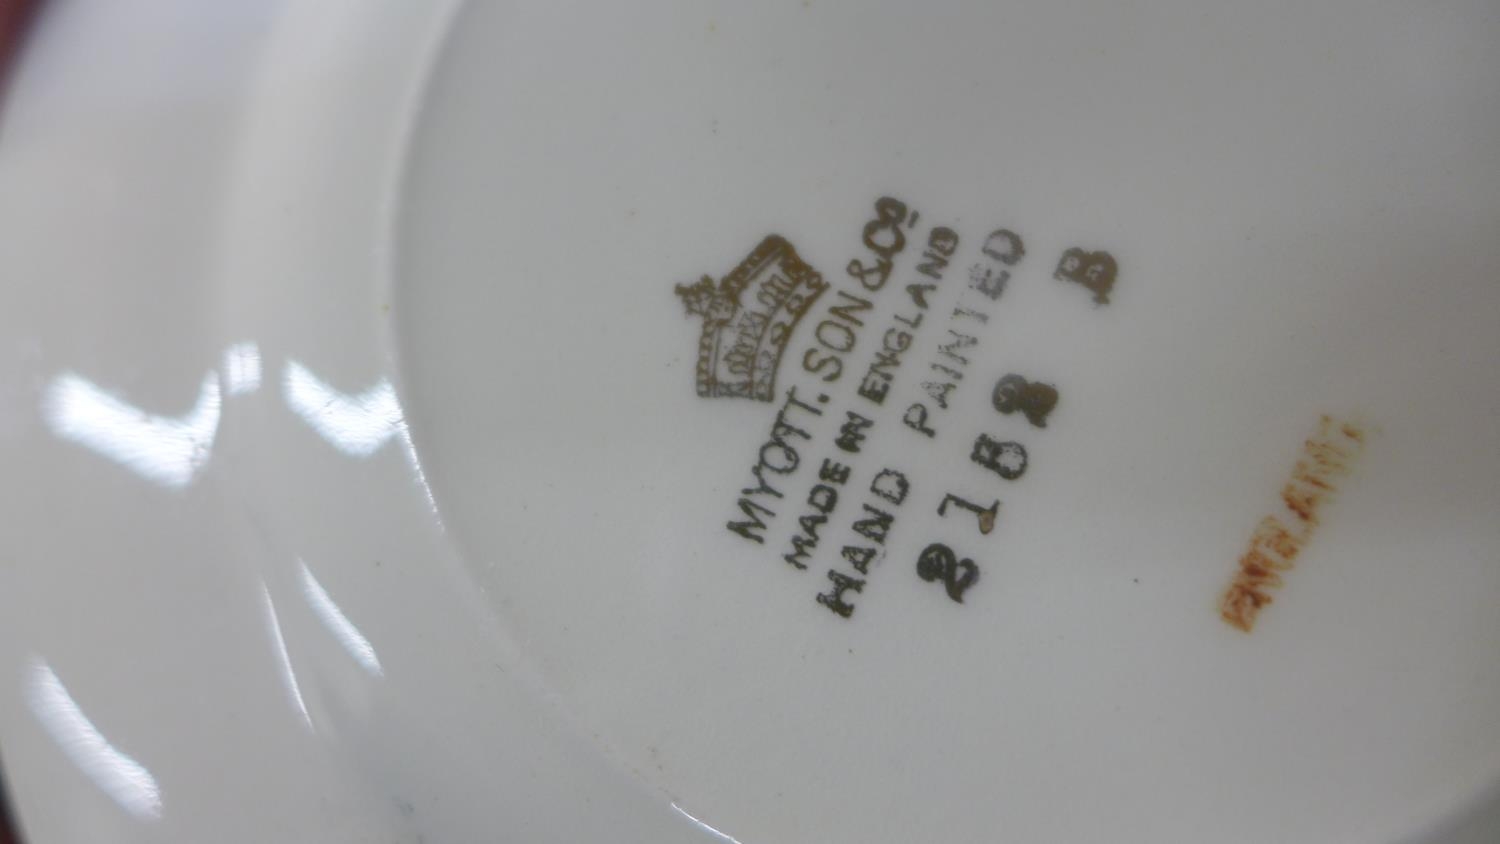 MYOTT. SON & Co.
MADE IN ENGLAND
HAND PAINTED
2188 B
ENGLAND